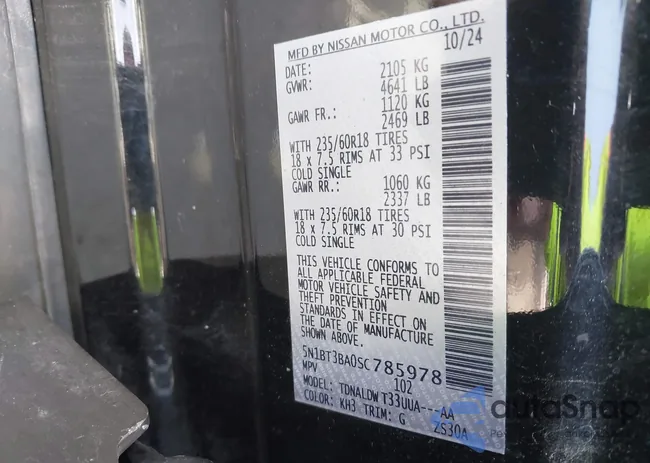 MFD BY NISSAN MOTOR CO., LTD.
10/24
DATE: 2105 KG
GVWR: 4641 LB
1120 KG
GAWR FR.: 2469 LB
WITH 235/60R18 TIRES
18 x 7.5 RIMS AT 33 PSI
COLD SINGLE
GAWR RR.: 1060 KG
2337 LB
WITH 235/60R18 TIRES
18 x 7.5 RIMS AT 30 PSI
COLD SINGLE
THIS VEHICLE CONFORMS TO
ALL APPLICABLE FEDERAL
MOTOR VEHICLE SAFETY AND
THEFT PREVENTION
STANDARDS IN EFFECT ON
THE DATE OF MANUFACTURE
SHOWN ABOVE.
5N1BT3BA0SC785978
MPV 102
MODEL: TDNALDWT33UUA---AA
COLOR: KH3 TRIM: G ZS30A
autoSnap